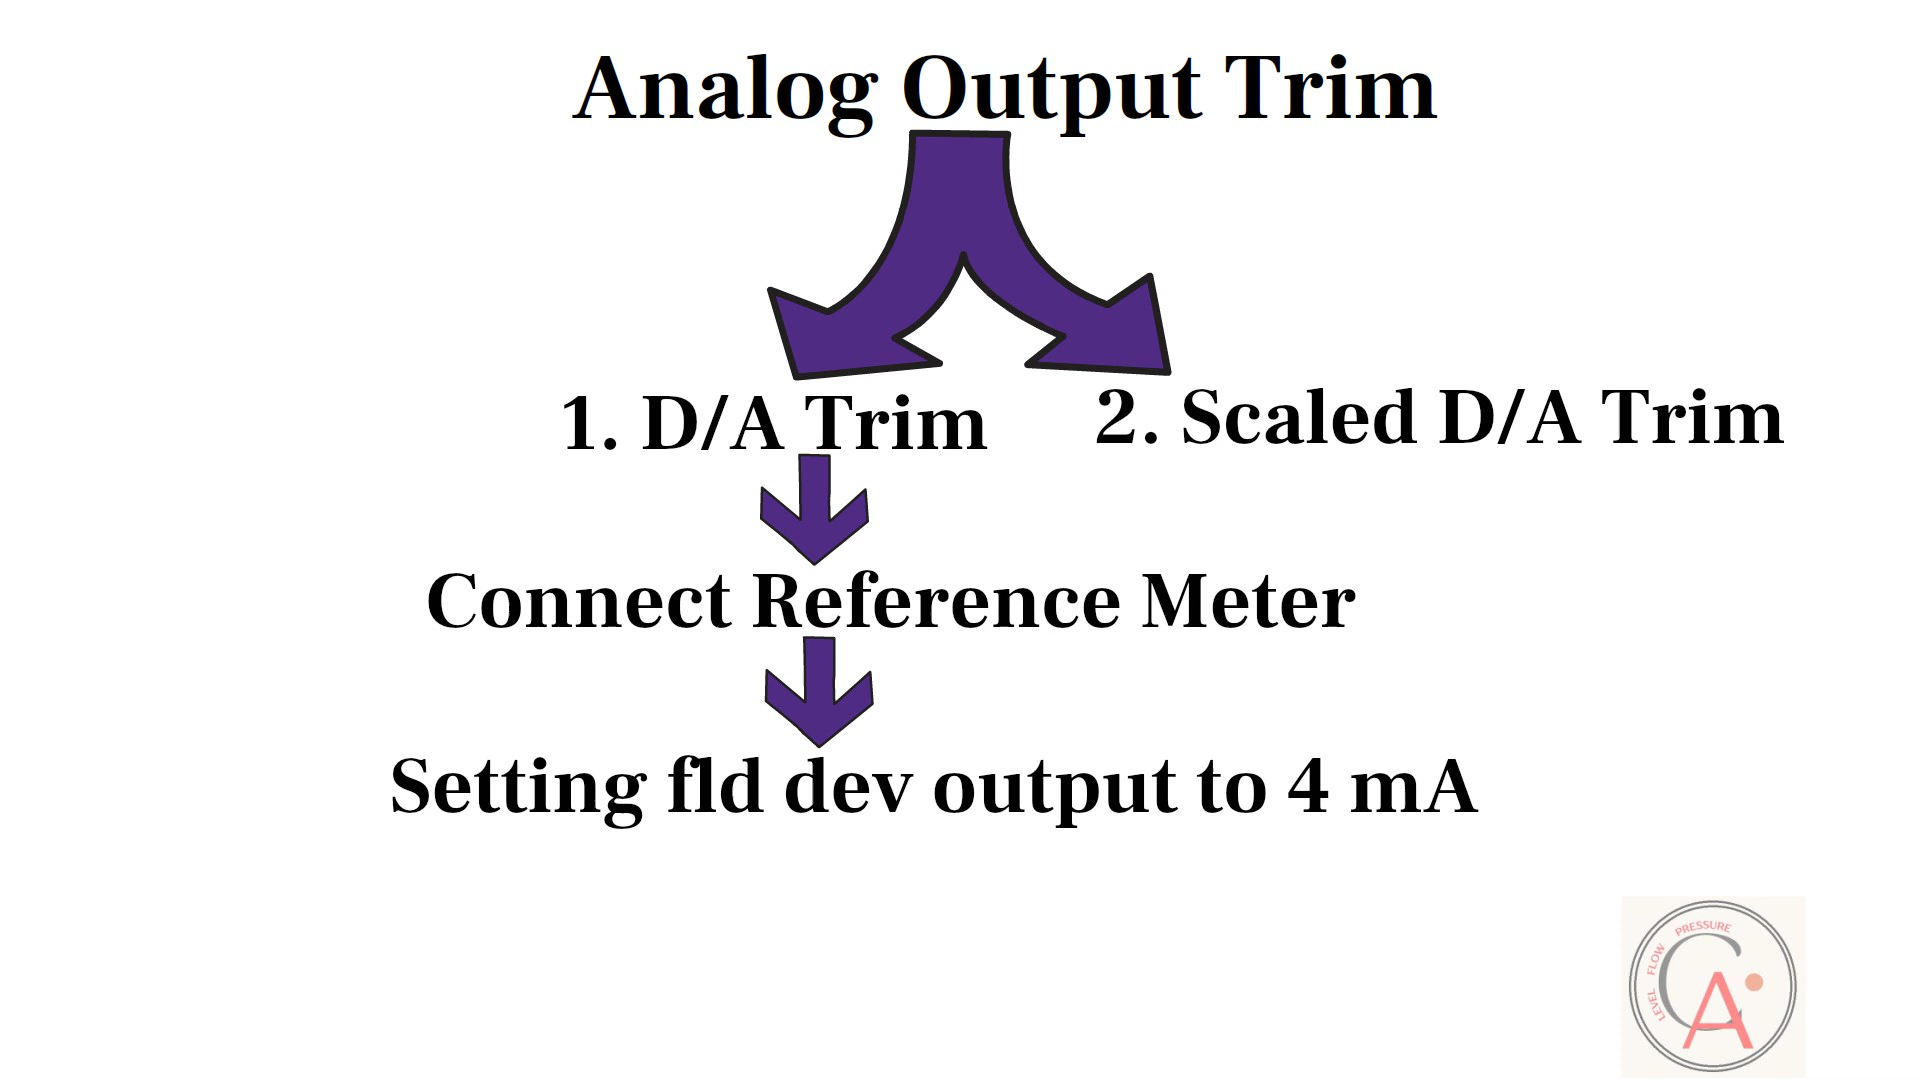 Analog Output Trim
1. D/A Trim
2. Scaled D/A Trim
Connect Reference Meter
Setting fld dev output to 4 mA
LEVEL FLOW PRESSURE
CA